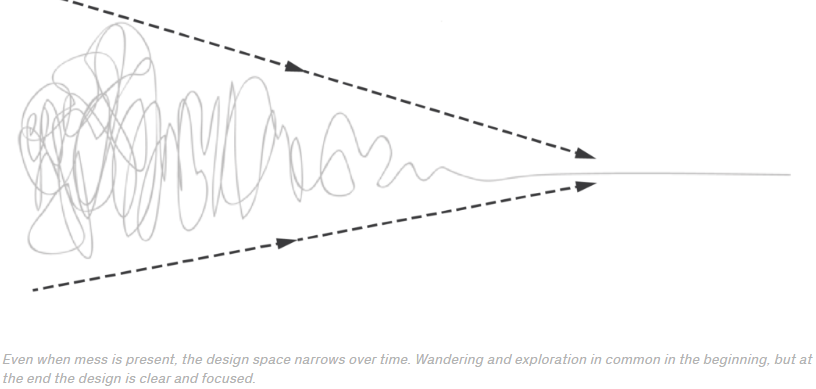 Even when mess is present, the design space narrows over time. Wandering and exploration in common in the beginning, but at
the end the design is clear and focused.